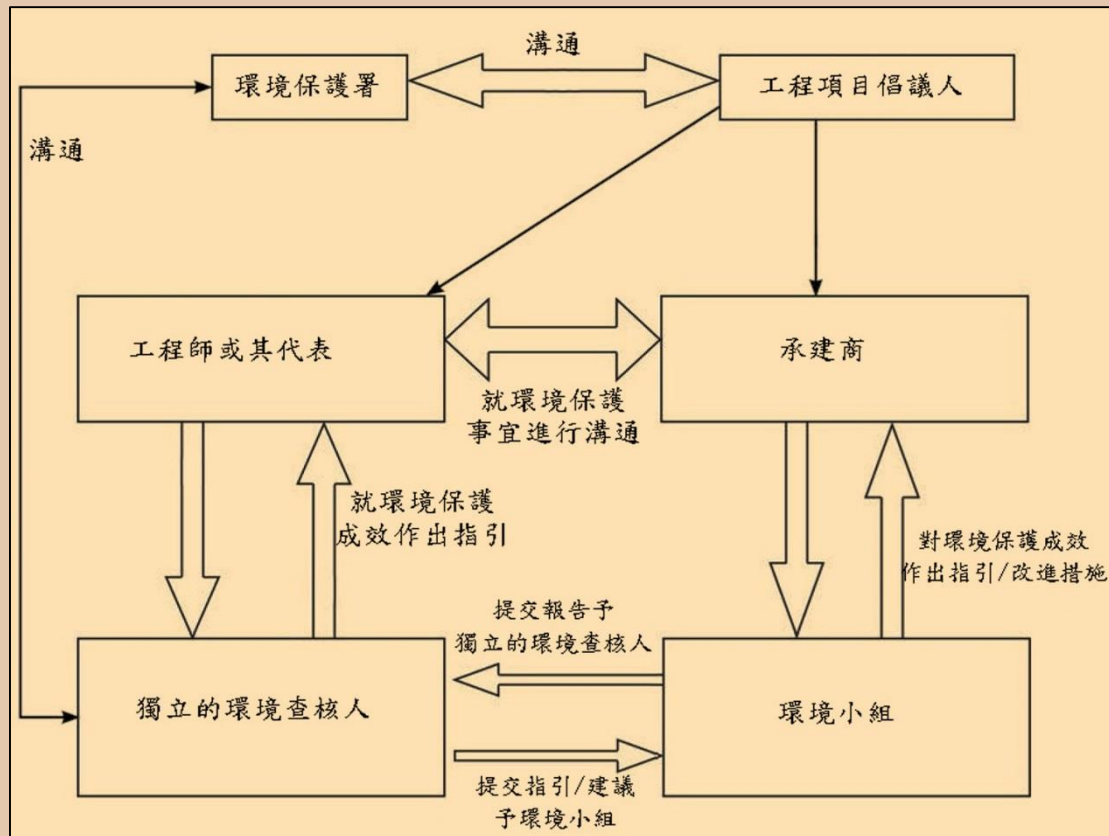 溝通
環境保護署
工程項目倡議人
溝通
工程師或其代表
承建商
就環境保護
事宜進行溝通
就環境保護
成效作出指引
對環境保護成效
作出指引/改進措施
提交報告予
獨立的環境查核人
獨立的環境查核人
環境小組
提交指引/建議
予環境小組